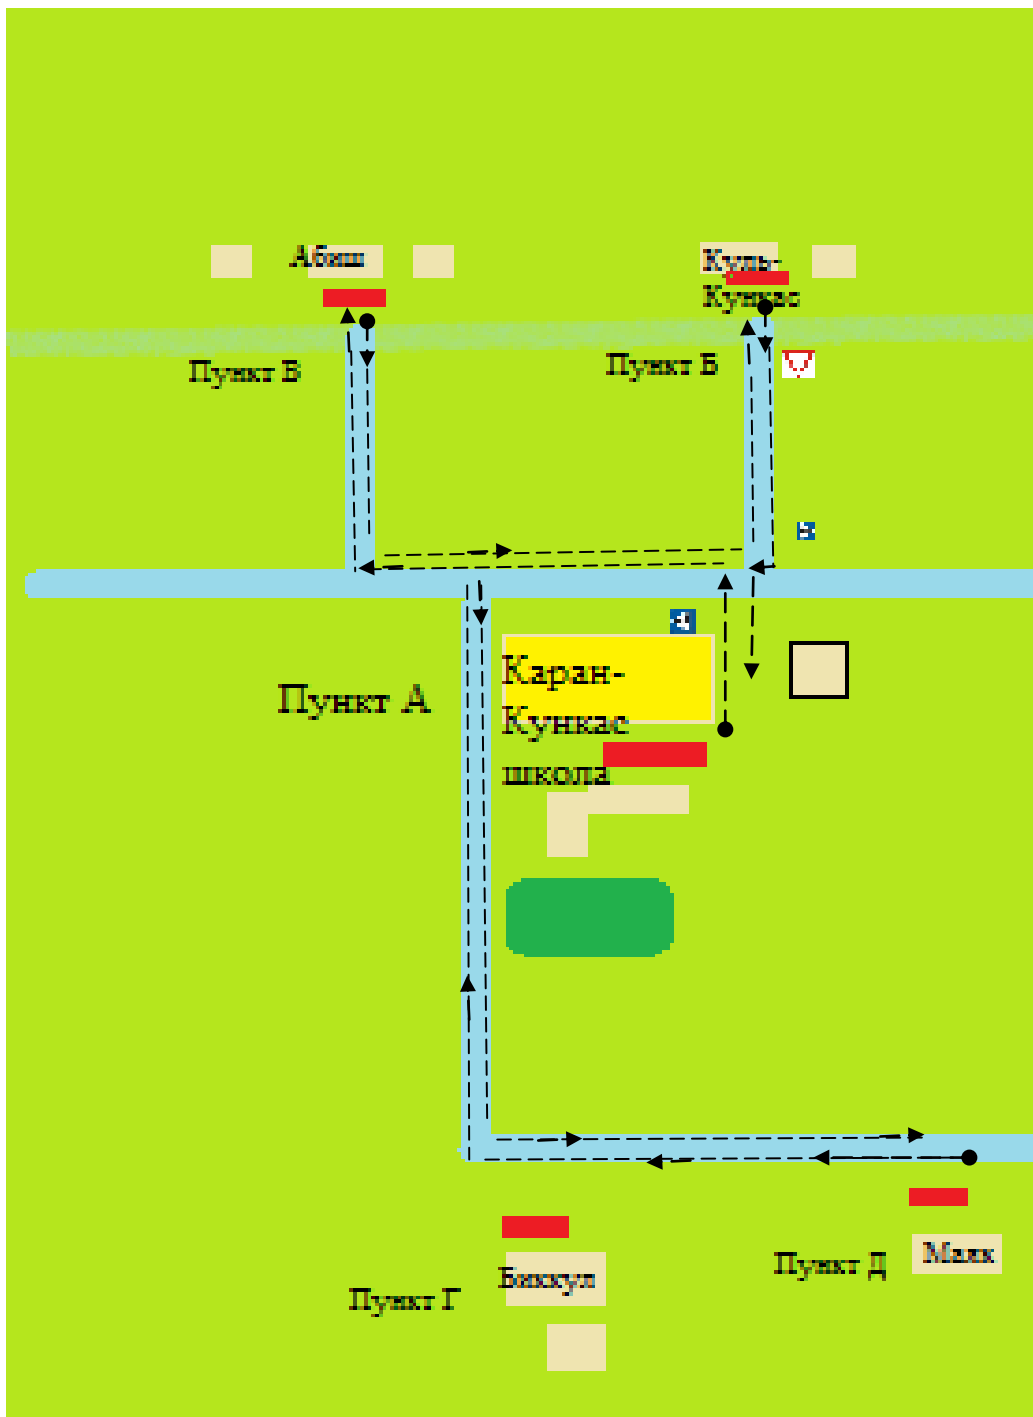 Абиш
Куль-
Кункас
Пункт В
Пункт Б
Каран-
Кункас
школа
Пункт А
Маяк
Пункт Д
Биккул
Пункт Г